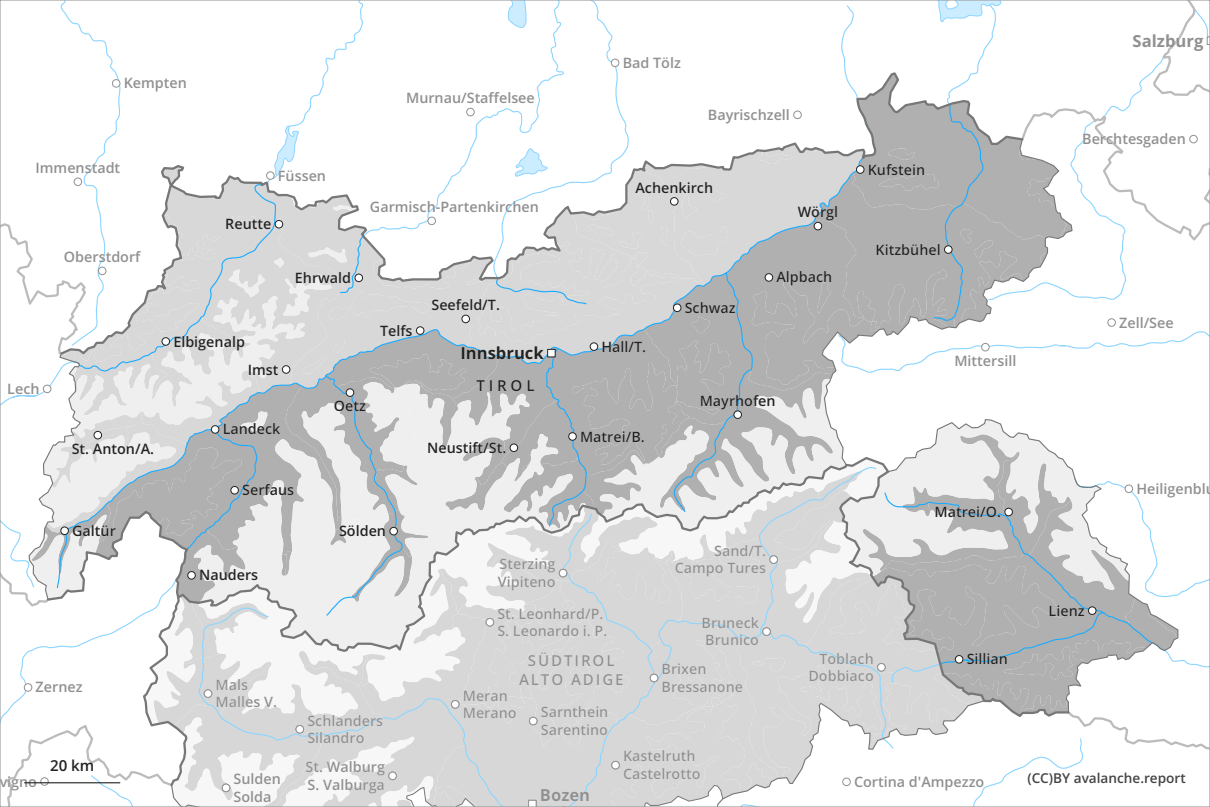 Salzburg
Kempten
Bad Tölz
Murnau/Staffelsee
Bayrischzell
Berchtesgaden
Immenstadt
Füssen
Kufstein
Achenkirch
Garmisch-Partenkirchen
Wörgl
Reutte
Kitzbühel
Oberstdorf
Ehrwald
Alpbach
Seefeld/T.
Schwaz
Zell/See
Telfs
Elbigenalp
Innsbruck
Hall/T.
Mittersill
Imst
TIROL
Lech
Oetz
Mayrhofen
Landeck
Matrei/B.
St. Anton/A.
Neustift/St.
Serfaus
Heiligenblu
Matrei/O.
Galtür
Sölden
Sand/T.
Campo Tures
Sterzing
Vipiteno
Nauders
St. Leonhard/P.
S. Leonardo i. P.
Lienz
Bruneck
Brunico
SÜDTIROL
ALTO ADIGE
Toblach
Dobbiaco
Sillian
Brixen
Bressanone
Zernez
Mals
Malles V.
Meran
Merano
Sarnthein
Sarentino
Schlanders
Silandro
Kastelruth
Castelrotto
20 km
St. Walburg
S. Valburga
vigno
Sulden
Solda
Cortina d'Ampezzo
(CC)BY avalanche.report
Bozen